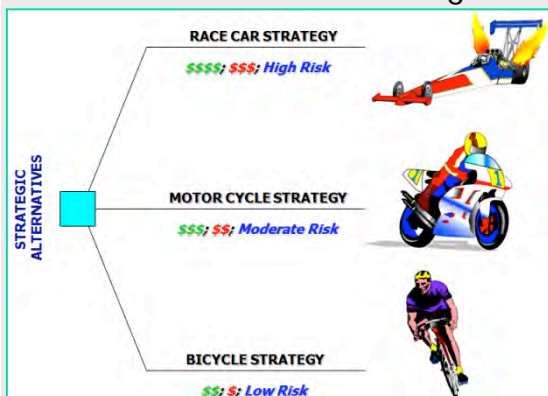 RACE CAR STRATEGY
$$$$; $$$; High Risk
STRATEGIC
ALTERNATIVES
MOTOR CYCLE STRATEGY
$$$; $$; Moderate Risk
BICYCLE STRATEGY
$$; $; Low Risk